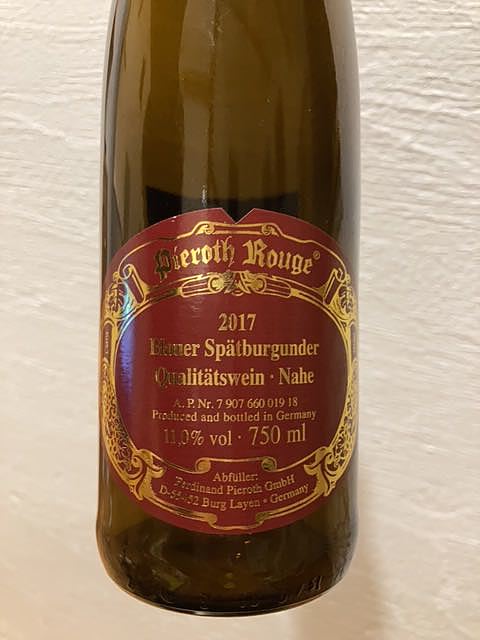 Pieroth Rouge®
2017
Blauer Spätburgunder
Qualitätswein · Nahe
A. P. Nr. 7 907 660 019 18
Produced and bottled in Germany
11,0% vol · 750 ml
Abfüller:
Ferdinand Pieroth GmbH
D-55452 Burg Layen • Germany